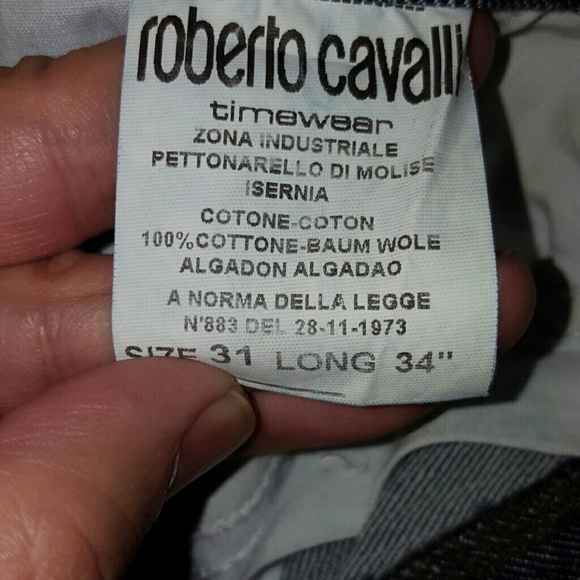 roberto cavalli
timewear
ZONA INDUSTRIALE
PETTONARELLO DI MOLISE
ISERNIA
COTONE-COTON
100%COTTONE-BAUM WOLE
ALGADON ALGADAO
A NORMA DELLA LEGGE
N'883 DEL 28-11-1973
SIZE 31 LONG 34"